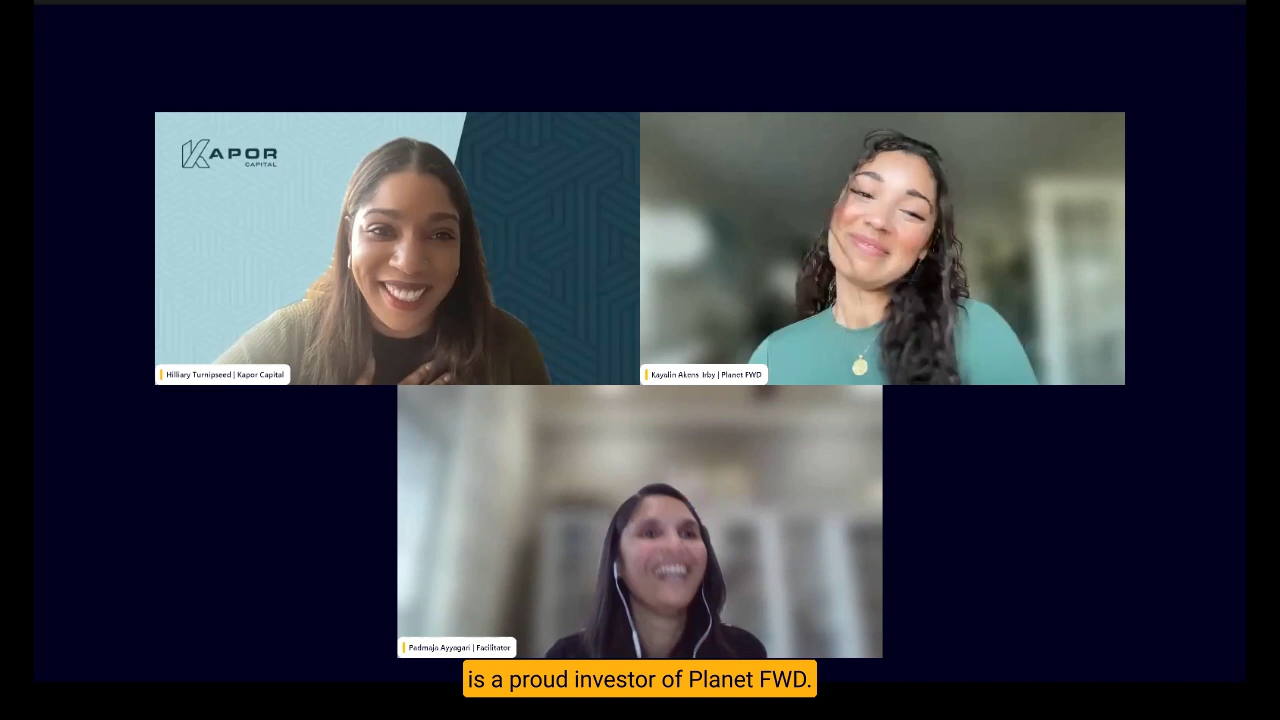 KAPOR
CAPITAL
Hilliary Turnipseed | Kapor Capital
Kayalin Akens-Irby | Planet FWD
Padmaja Ayyagari | Facilitator
is a proud investor of Planet FWD.